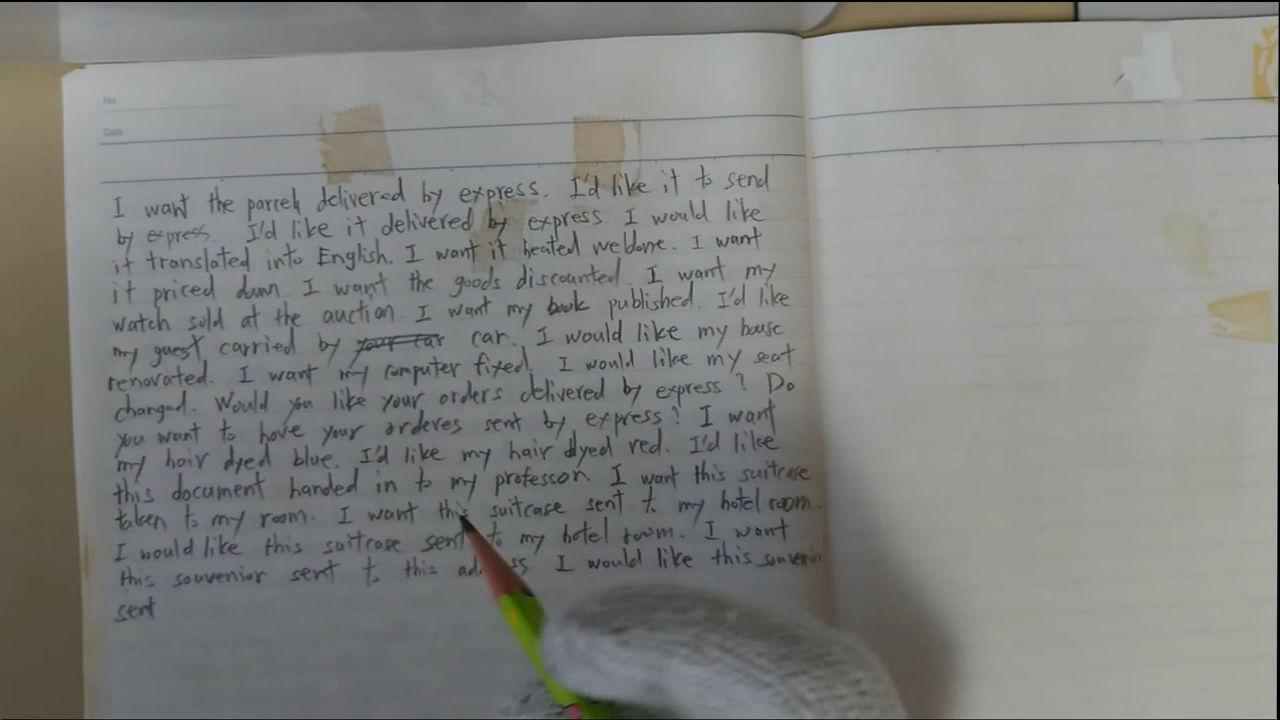 No
Date
I want the parcel delivered by express. I'd like it to send
by express. I'd like it delivered by express. I would like
it translated into English. I want it heated weldone. I want
it priced down. I want the goods discounted. I want my
watch sold at the auction. I want my book published. I'd like
my guest carried by your car car. I would like my house
renovated. I want my computer fixed. I would like my seat
changed. Would you like your orders delivered by express? Do
you want to have your orderes sent by express? I want
my hair dyed blue. I'd like my hair dyed red. I'd like
this document handed in to my professor I want this suitcase
taken to my room. I want this suitcase sent to my hotel room.
I would like this suitcase sent to my hotel room. I want
this souvenior sent to this I would like this souvenior
sent